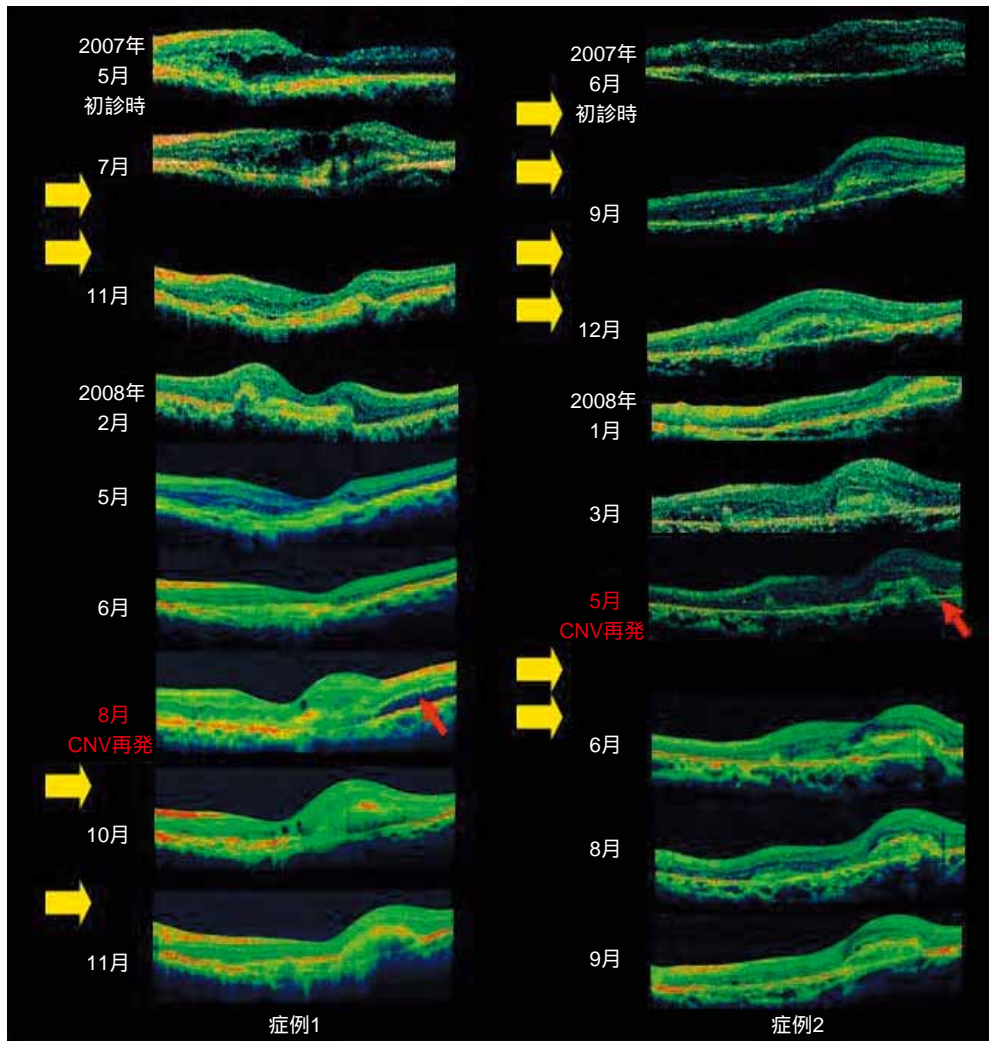 2007年
5月
初診時
7月
11月
2008年
2月
5月
6月
8月
CNV再発
10月
11月
症例1
2007年
6月
初診時
9月
12月
2008年
1月
3月
5月
CNV再発
6月
8月
9月
症例2